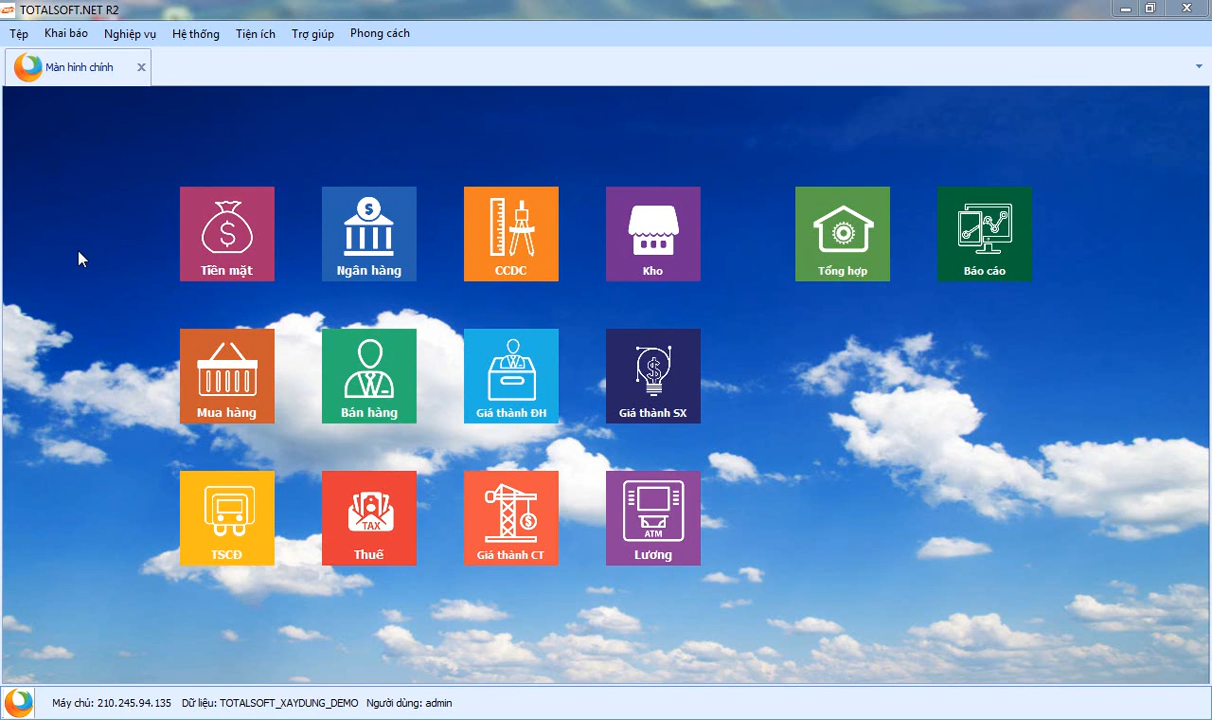 TOTALSOFT.NET R2
Tệp Khai báo Nghiệp vụ Hệ thống Tiện ích Trợ giúp Phong cách
Màn hình chính
Tiền mặt Ngân hàng CCDC Kho Tổng hợp Báo cáo
Mua hàng Bán hàng Giá thành ĐH Giá thành SX
TAX
ATM
TSCĐ Thuế Giá thành CT Lương
Máy chủ: 210.245.94.135 Dữ liệu: TOTALSOFT_XAYDUNG_DEMO Người dùng: admin